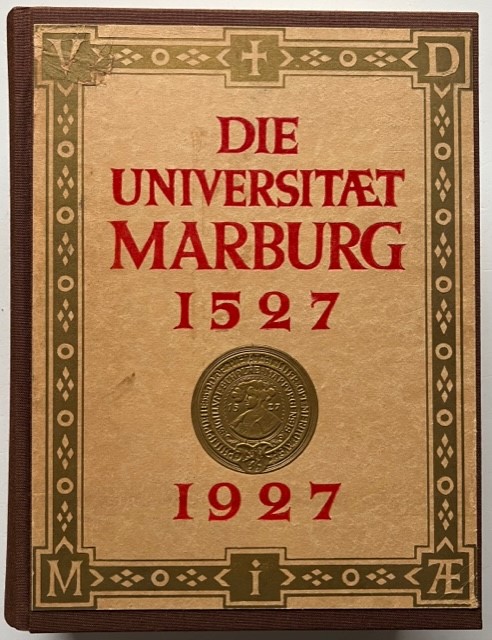 V D
DIE
UNIVERSITÆT
MARBURG
1527
1927
M i Æ